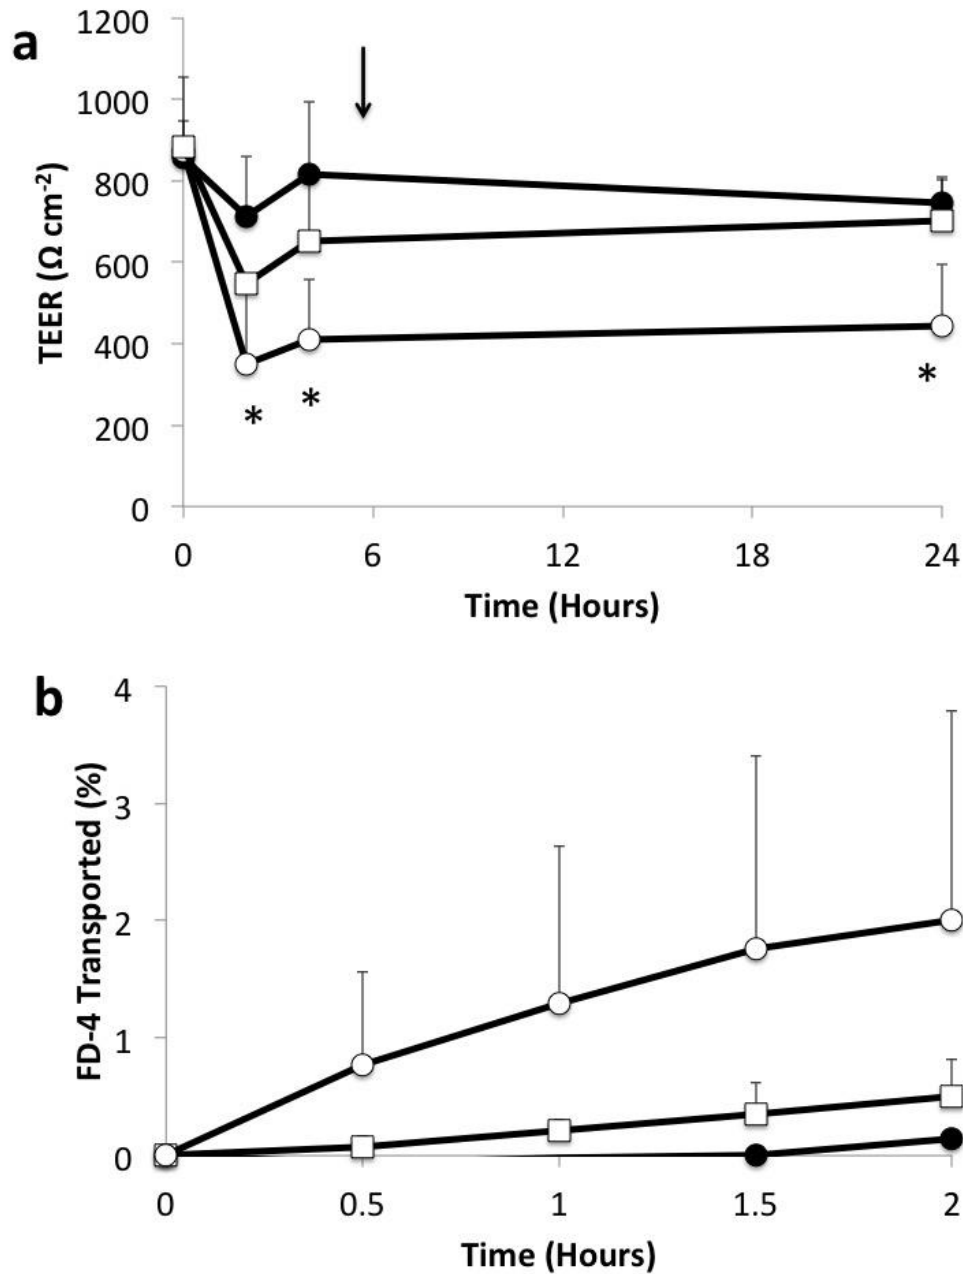 a
TEER (Ω cm⁻²)
1200
1000
800
600
400
200
0
*
*
*
0 6 12 18 24
Time (Hours)
b
FD-4 Transported (%)
4
3
2
1
0
0 0.5 1 1.5 2
Time (Hours)